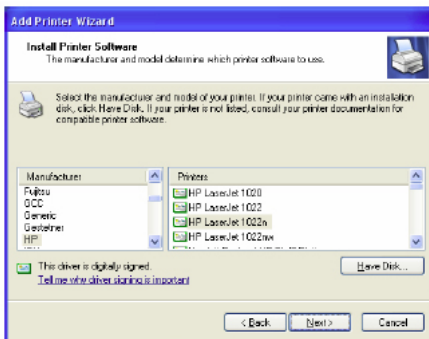 Add Printer Wizard
Install Printer Software
The manufacturer and model determine which printer software to use.
Select the manufacturer and model of your printer. If your printer came with an installation
disk, click Have Disk. If your printer is not listed, consult your printer documentation for
compatible printer software.
Manufacturer
Fujitsu
GCC
Generic
Gestetner
HP
Printers
HP LaserJet 1020
HP LaserJet 1022
HP LaserJet 1022n
HP LaserJet 1022nw
This driver is digitally signed.
Have Disk...
Tell me why driver signing is important
< Back
Next >
Cancel